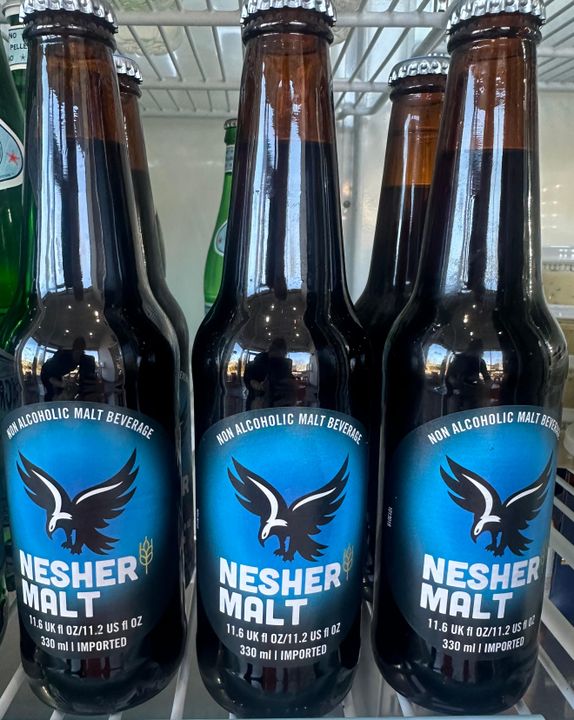 NON ALCOHOLIC MALT BEVERAGE
NESHER
MALT
11.6 UK fl OZ/11.2 US fl OZ
330 ml | IMPORTED
NON ALCOHOLIC MALT BEVERAGE
NESHER
MALT
11.6 UK fl OZ/11.2 US fl OZ
330 ml | IMPORTED
NON ALCOHOLIC MALT BEVERAGE
NESHER
MALT
11.6 UK fl OZ/11.2 US fl OZ
330 ml | IMPORTED